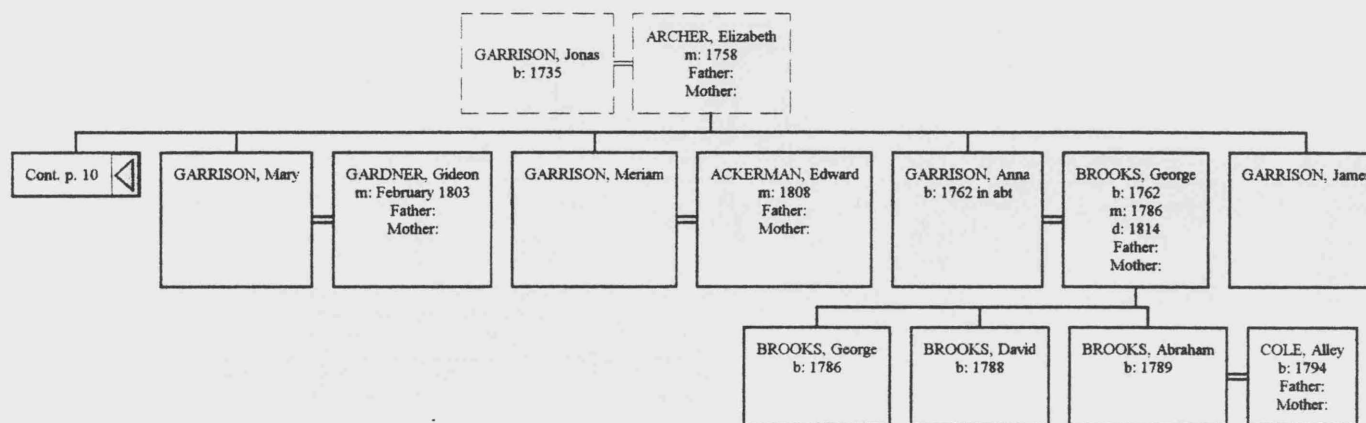 GARRISON, Jonas
b: 1735
ARCHER, Elizabeth
m: 1758
Father:
Mother:
Cont. p. 10
GARRISON, Mary
GARDNER, Gideon
m: February 1803
Father:
Mother:
GARRISON, Meriam
ACKERMAN, Edward
m: 1808
Father:
Mother:
GARRISON, Anna
b: 1762 in abt
BROOKS, George
b: 1762
m: 1786
d: 1814
Father:
Mother:
GARRISON, James
BROOKS, George
b: 1786
BROOKS, David
b: 1788
BROOKS, Abraham
b: 1789
COLE, Alley
b: 1794
Father:
Mother: